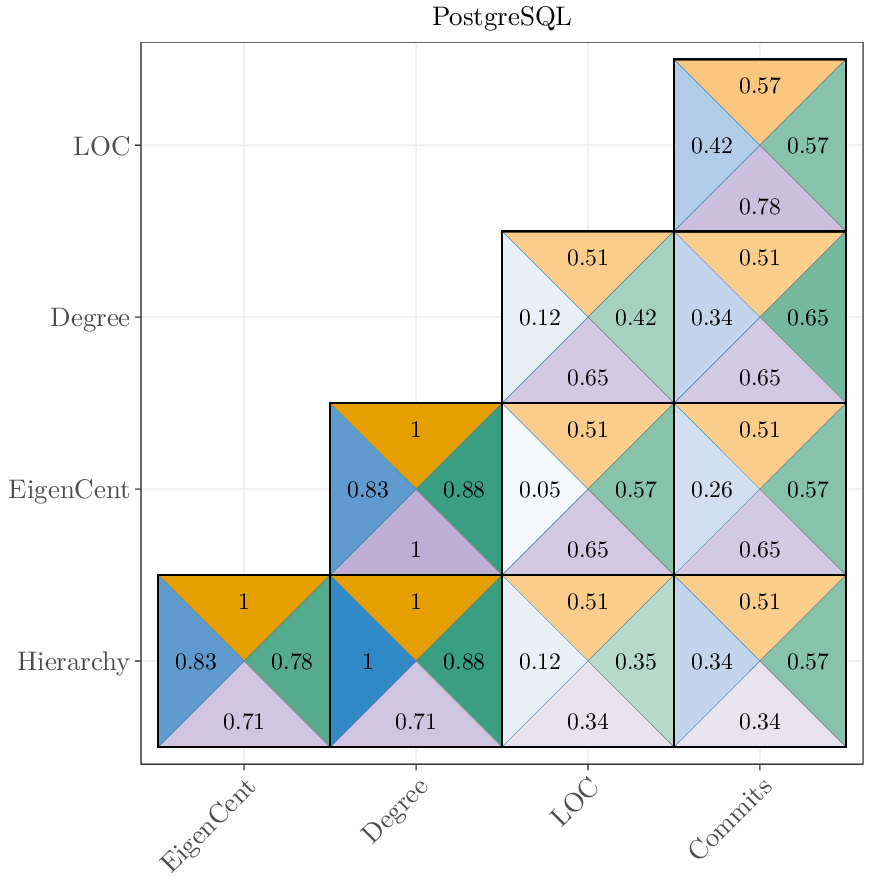 PostgreSQL
LOC
0.57
0.42 0.57
0.78
Degree
0.51 0.51
0.12 0.42 0.34 0.65
0.65 0.65
EigenCent
1 0.51 0.51
0.83 0.88 0.05 0.57 0.26 0.57
1 0.65 0.65
Hierarchy
1 1 0.51 0.51
0.83 0.78 1 0.88 0.12 0.35 0.34 0.57
0.71 0.71 0.34 0.34
EigenCent
Degree
LOC
Commits